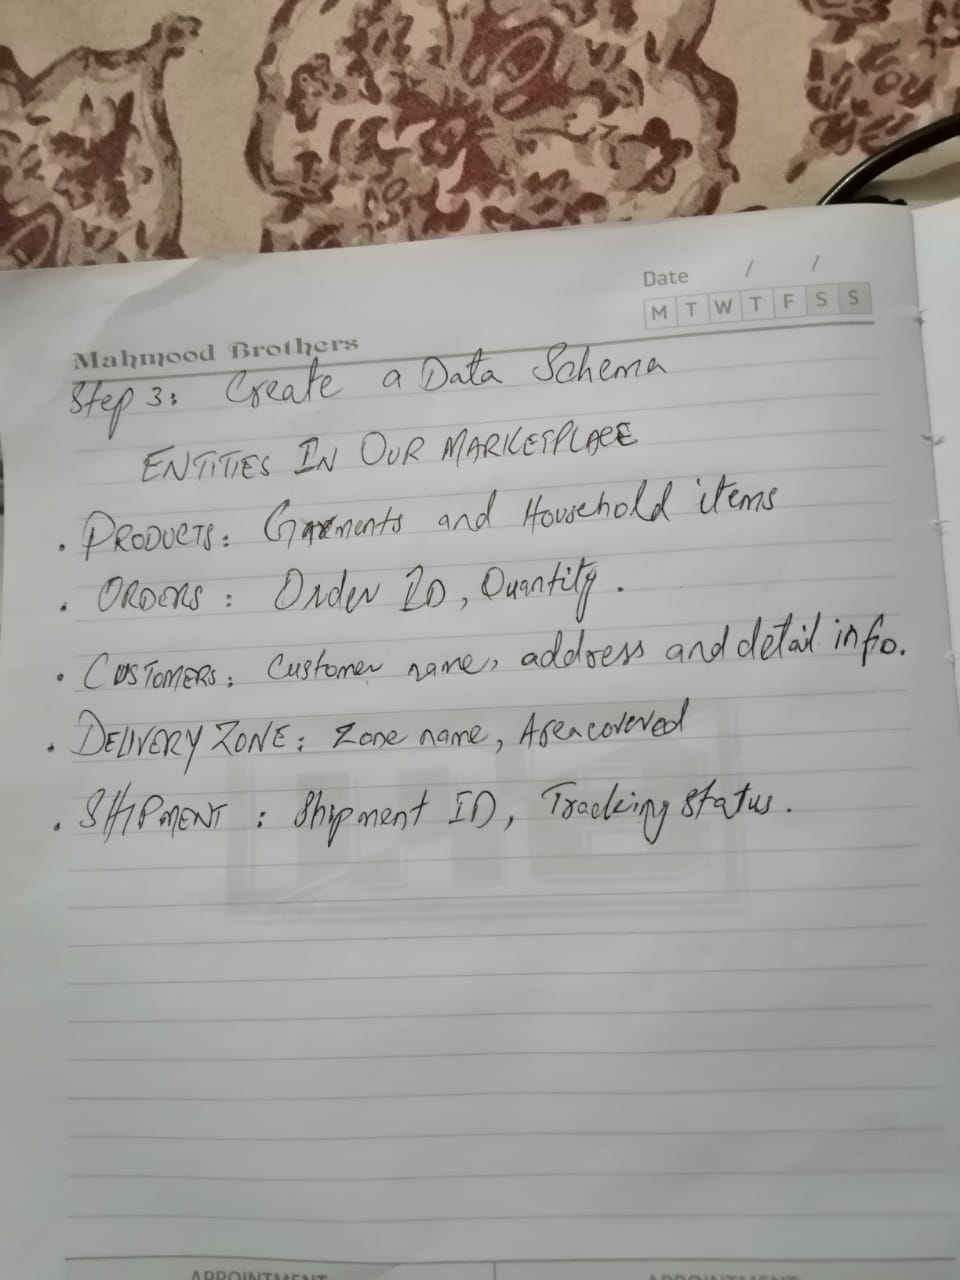 Date / /
M T W T F S S
Mahmood Brothers
Step 3: Create a Data Schema
ENTITIES IN OUR MARKETPLACE
. PRODUCTS: Garments and Household items
. ORDERS: Order ID, Quantity.
. CUSTOMERS: Customer name, address and detail info.
. DELIVERY ZONE: Zone name, Area covered
. SHIPMENT: Shipment ID, Tracking status.
APPOINTMENT APPOINTMENT